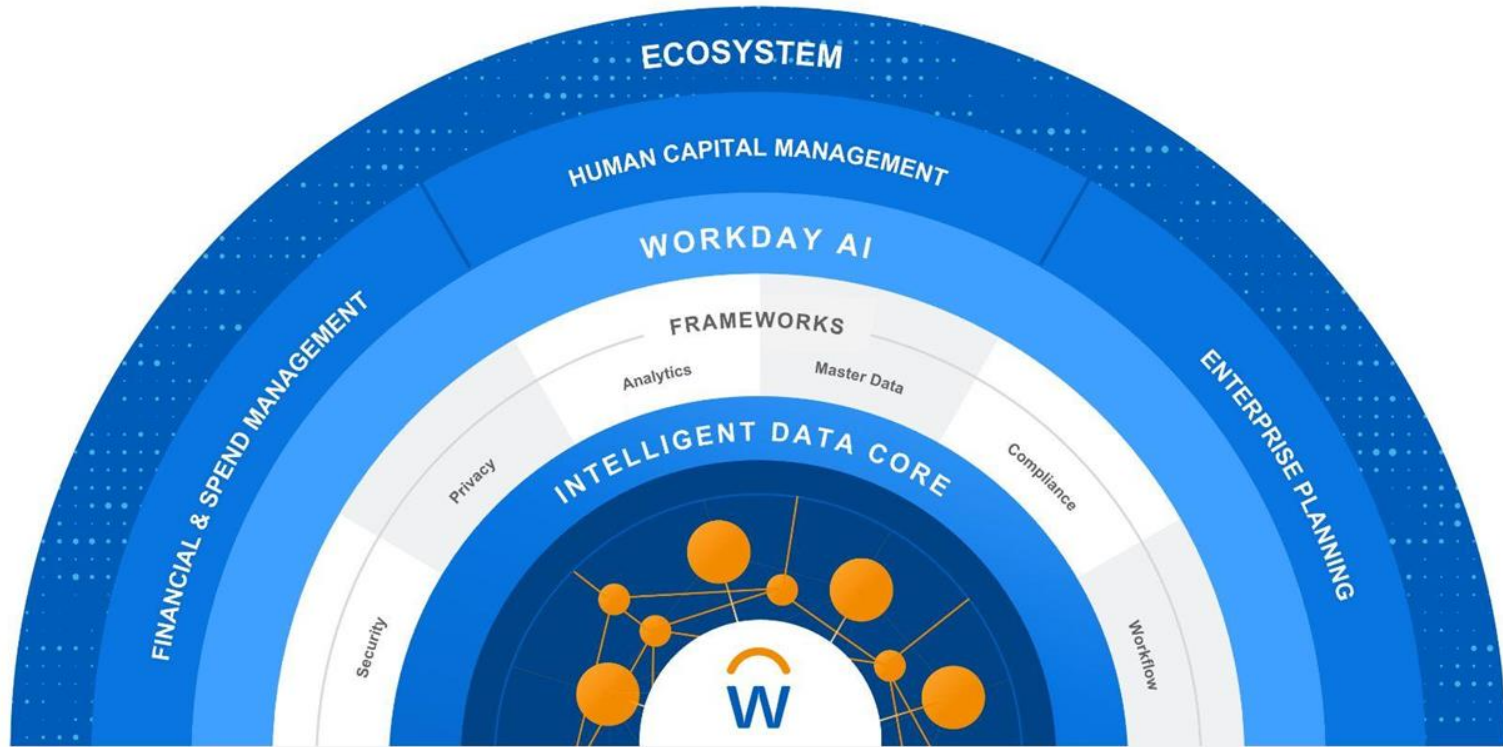 ECOSYSTEM
HUMAN CAPITAL MANAGEMENT
FINANCIAL & SPEND MANAGEMENT
ENTERPRISE PLANNING
WORKDAY AI
FRAMEWORKS
Security
Privacy
Analytics
Master Data
Compliance
Workflow
INTELLIGENT DATA CORE
W